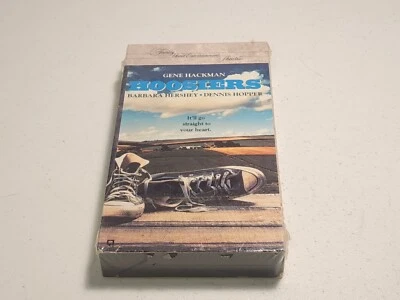 GENE HACKMAN
HOOSIERS
BARBARA HERSHEY • DENNIS HOPPER
It'll go
straight to
your heart.